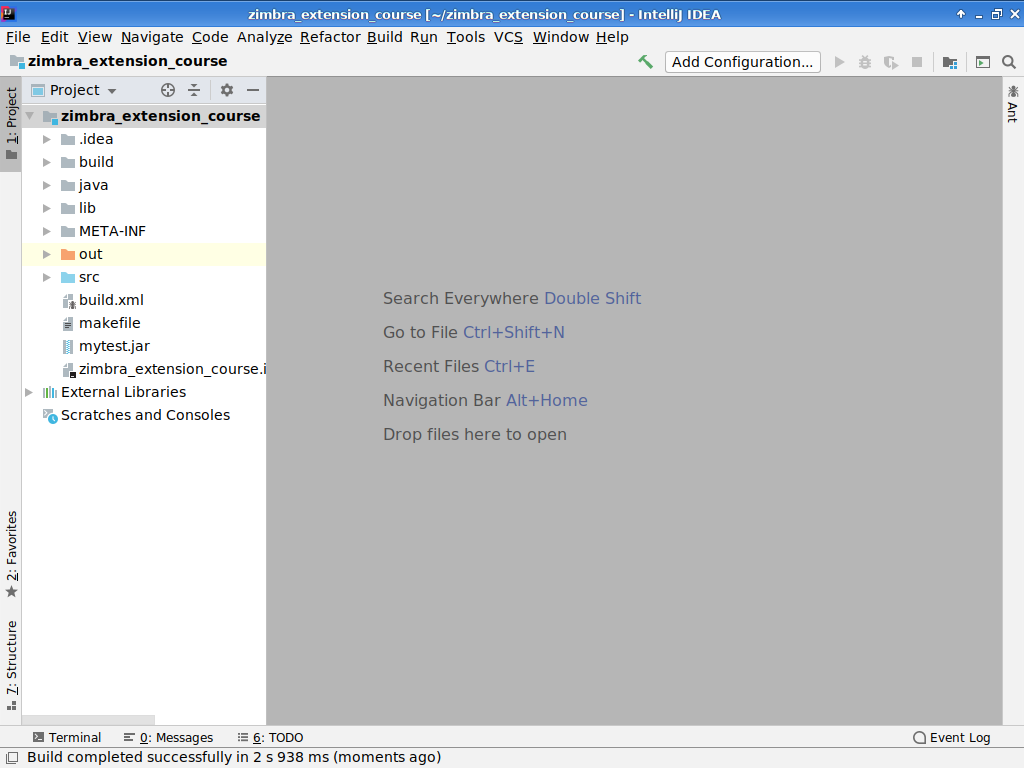 zimbra_extension_course [~/zimbra_extension_course] - IntelliJ IDEA
File Edit View Navigate Code Analyze Refactor Build Run Tools VCS Window Help
zimbra_extension_course
Add Configuration...
1: Project
Project
zimbra_extension_course
.idea
build
java
lib
META-INF
out
src
build.xml
makefile
mytest.jar
zimbra_extension_course.i
External Libraries
Scratches and Consoles
Search Everywhere Double Shift
Go to File Ctrl+Shift+N
Recent Files Ctrl+E
Navigation Bar Alt+Home
Drop files here to open
Ant
2: Favorites
7: Structure
Terminal 0: Messages 6: TODO Event Log
Build completed successfully in 2 s 938 ms (moments ago)